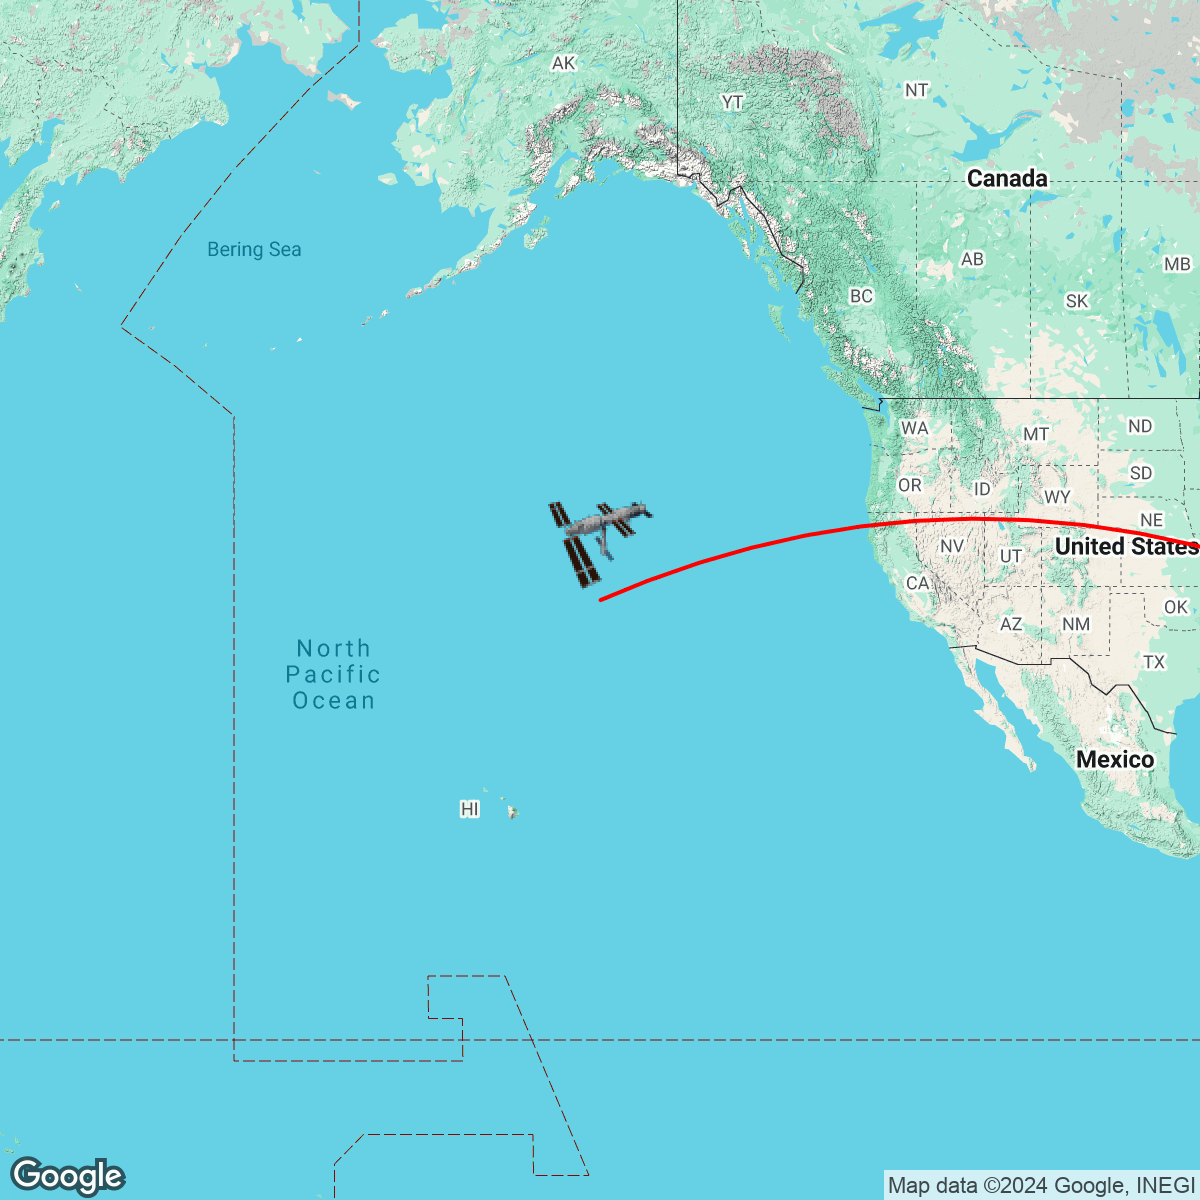 AK
YT
NT
Canada
Bering Sea
AB
MB
BC
SK
WA
MT
ND
OR
ID
SD
WY
NE
NV
UT
United States
CA
OK
AZ
NM
North
Pacific
Ocean
TX
Mexico
HI
Google
Map data ©2024 Google, INEGI